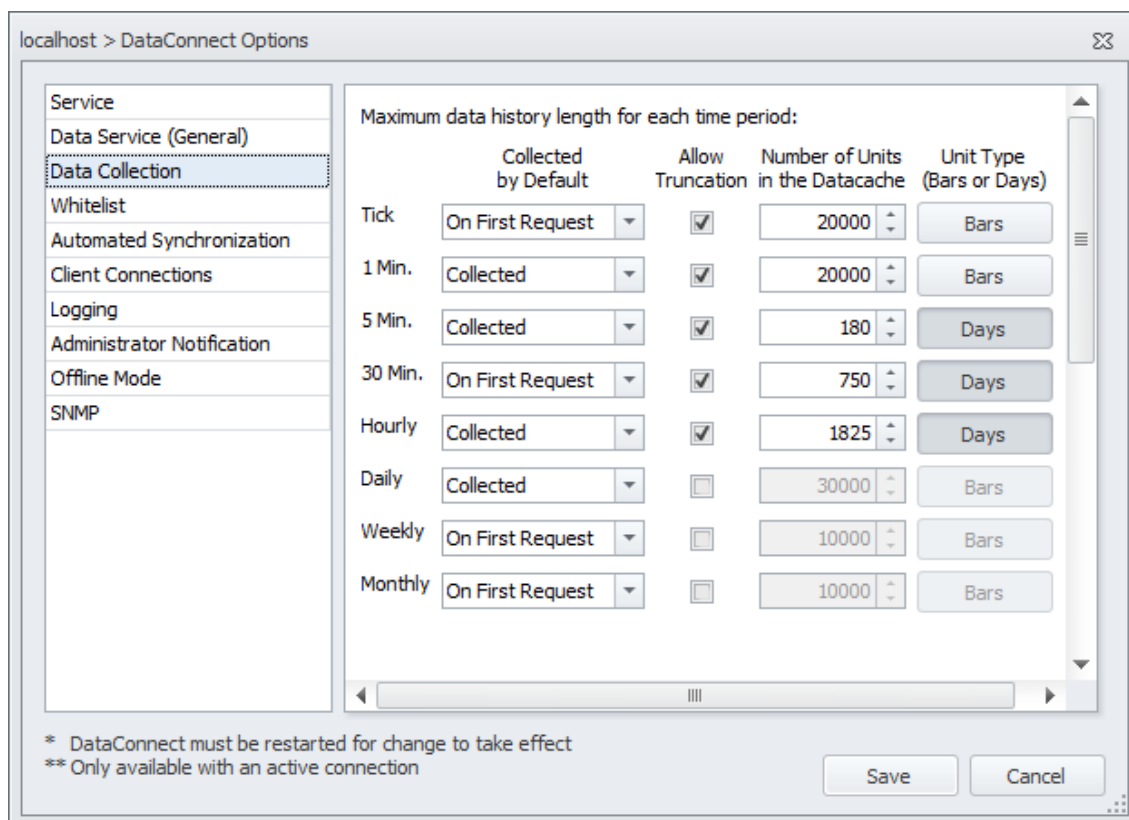 localhost > DataConnect Options
Service
Data Service (General)
Data Collection
Whitelist
Automated Synchronization
Client Connections
Logging
Administrator Notification
Offline Mode
SNMP
Maximum data history length for each time period:
Collected Allow Number of Units Unit Type
by Default Truncation in the Datacache (Bars or Days)
Tick On First Request 20000 Bars
1 Min. Collected 20000 Bars
5 Min. Collected 180 Days
30 Min. On First Request 750 Days
Hourly Collected 1825 Days
Daily Collected 30000 Bars
Weekly On First Request 10000 Bars
Monthly On First Request 10000 Bars
* DataConnect must be restarted for change to take effect
** Only available with an active connection
Save Cancel